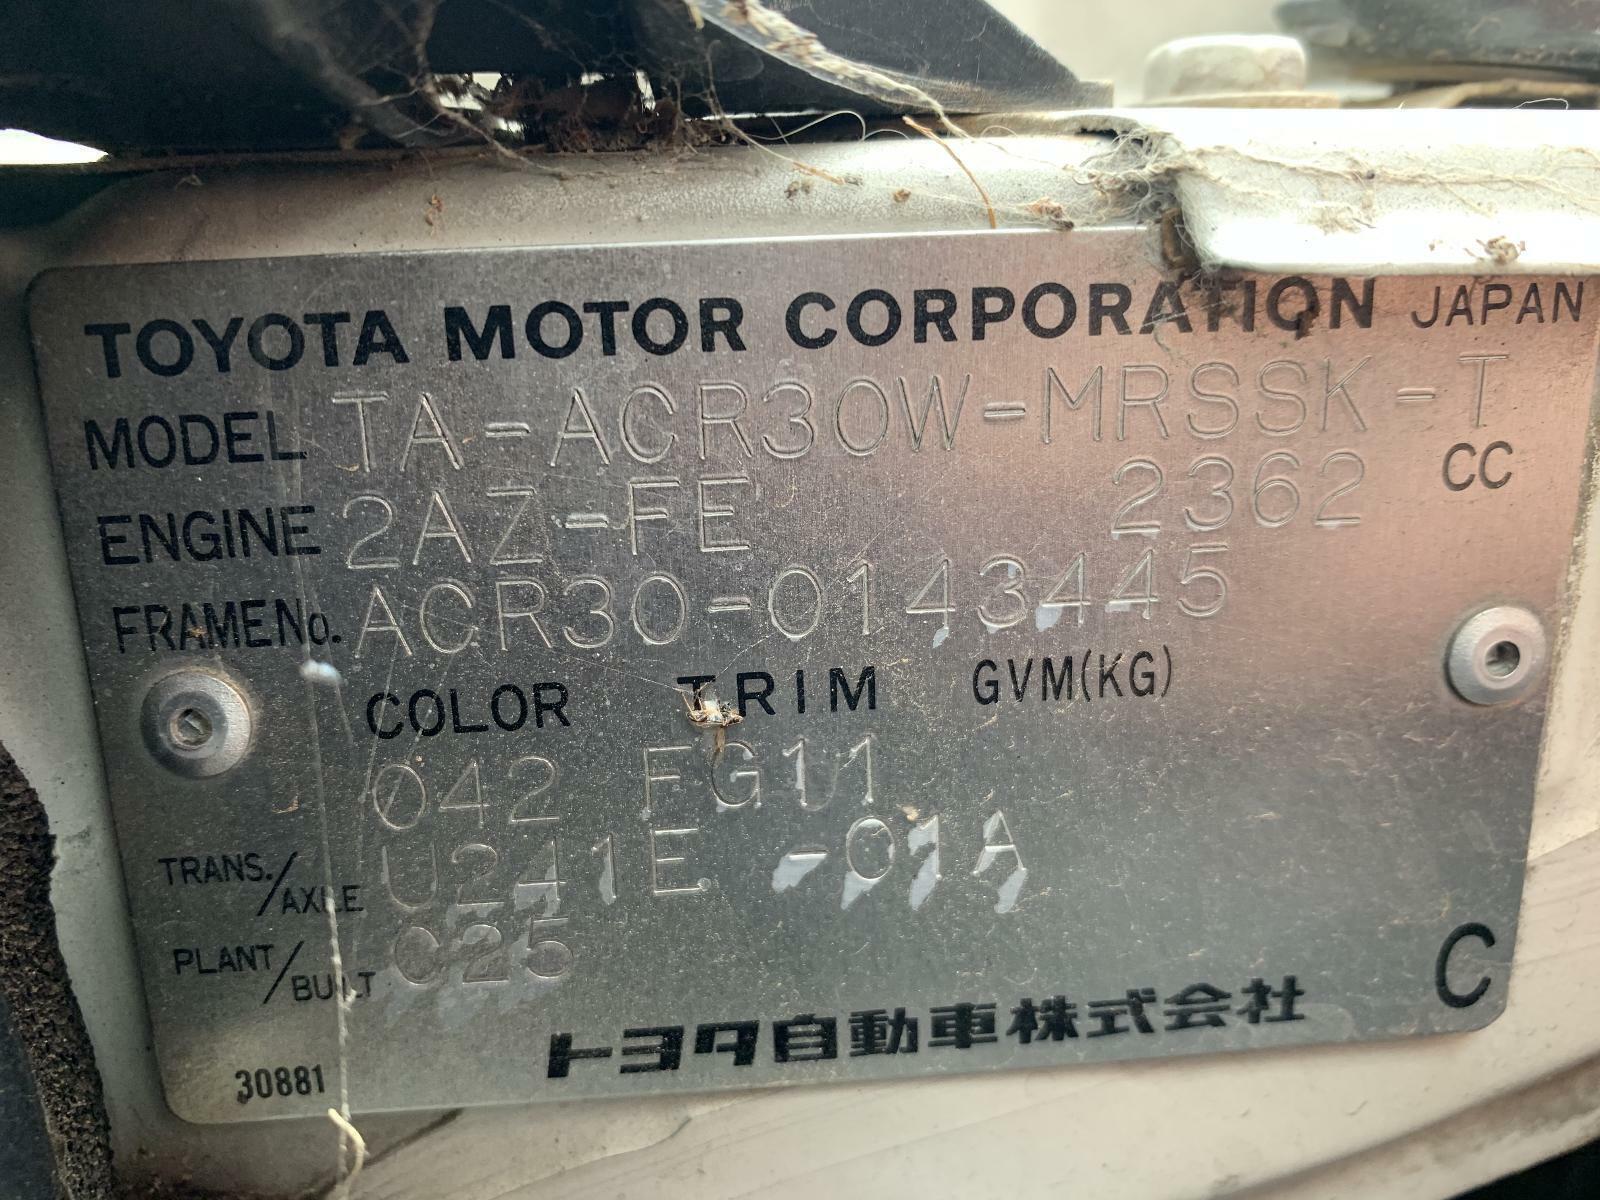 TOYOTA MOTOR CORPORATION JAPAN
MODEL TA-ACR30W-MRSSK-T
ENGINE 2AZ-FE 2362 CC
FRAME No. ACR30-0143445
COLOR TRIM GVM(KG)
042 FG11
TRANS./AXLE U241E -01A
PLANT/BUILT C25
トヨタ自動車株式会社 C
30881